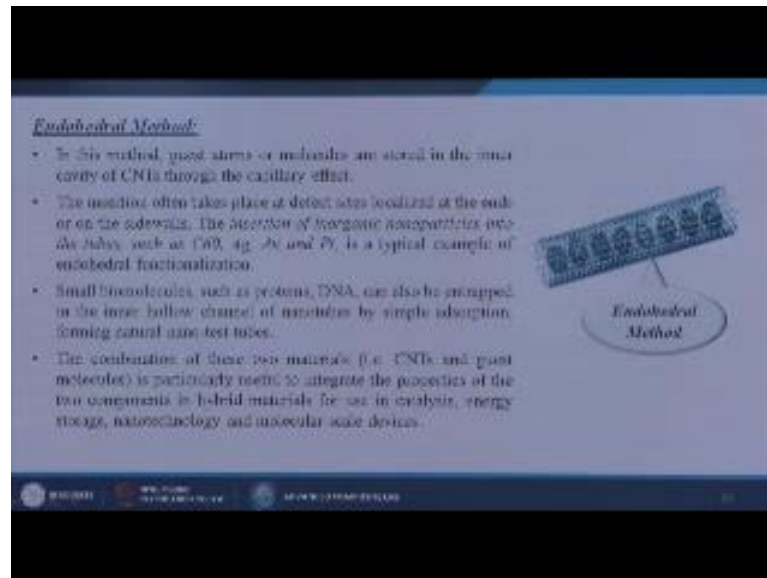 Endohedral Method:
• In this method, guest atoms or molecules are stored in the inner
cavity of CNTs through the capillary effect.
• The insertion often takes place at defect sites localized at the ends
or on the sidewalls. The insertion of inorganic nanoparticles into
the tubes, such as C60, Ag, Au and Pt, is a typical example of
endohedral functionalization.
• Small biomolecules, such as proteins, DNA, can also be entrapped
in the inner hollow channel of nanotubes by simple adsorption,
forming natural nano-test tubes.
• The combination of these two materials (i.e. CNTs and guest
molecules) is particularly useful to integrate the properties of the
two components in hybrid materials for use in catalysis, energy
storage, nanotechnology and molecular scale devices.
Endohedral
Method